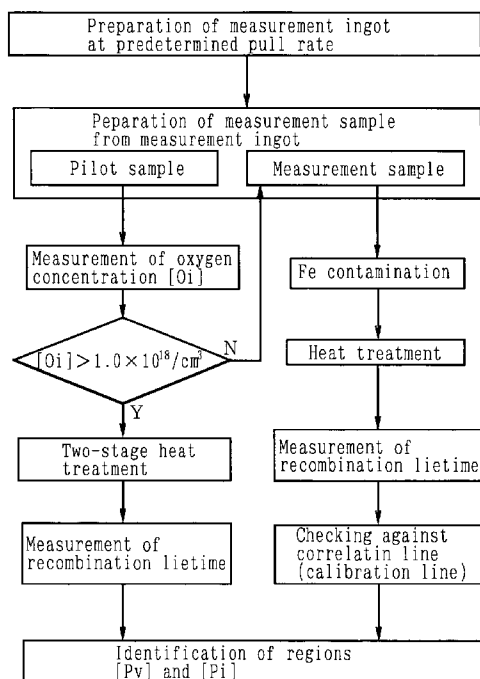 Preparation of measurement ingot
at predetermined pull rate
Peparation of measurement sample
from measurement ingot
Pilot sample
Measurement sample
Measurement of oxygen
concentration [Oi]
[Oi]>1.0×10¹⁸/cm³
N
Y
Two-stage heat
treatment
Measurement of
recombination lietime
Fe contamination
Heat treatment
Measurement of
recombination lietime
Checking against
correlatin line
(calibration line)
Identification of regions
[Pv] and [Pi]